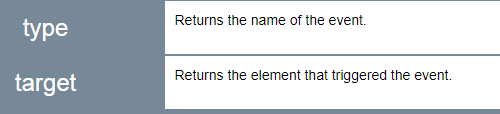 type
Returns the name of the event.
target
Returns the element that triggered the event.